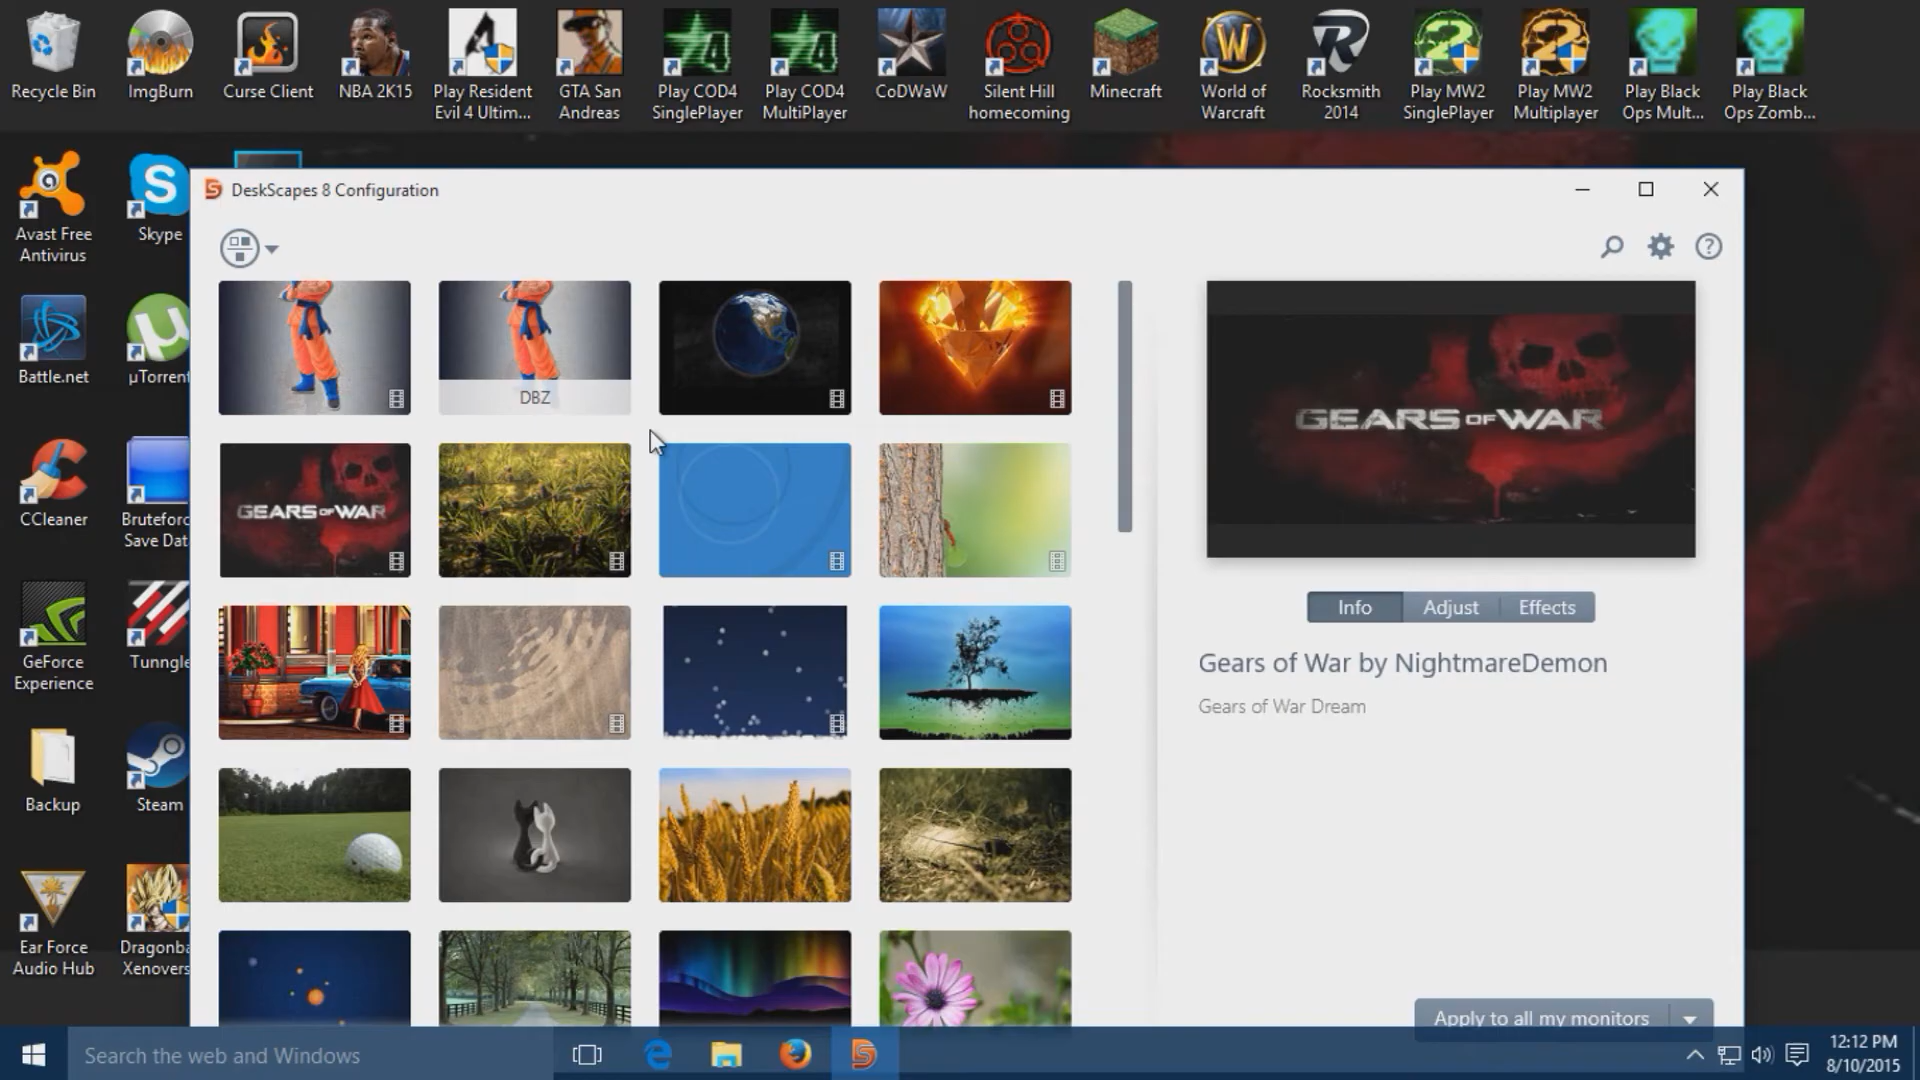 Recycle Bin
ImgBurn
Curse Client
NBA 2K15
Play Resident
Evil 4 Ultim...
GTA San
Andreas
Play COD4
SinglePlayer
Play COD4
MultiPlayer
CoDWaW
Silent Hill
homecoming
Minecraft
World of
Warcraft
Rocksmith
2014
Play MW2
SinglePlayer
Play MW2
Multiplayer
Play Black
Ops Mult...
Play Black
Ops Zomb...
Avast Free
Antivirus
Skype
DeskScapes 8 Configuration
Battle.net
µTorrent
DBZ
GEARS OF WAR
GEARS OF WAR
CCleaner
Bruteforc
Save Dat
Info
Adjust
Effects
Gears of War by NightmareDemon
Gears of War Dream
GeForce
Experience
Tunngle
Backup
Steam
Ear Force
Audio Hub
Dragonba
Xenovers
Apply to all my monitors
Search the web and Windows
12:12 PM
8/10/2015